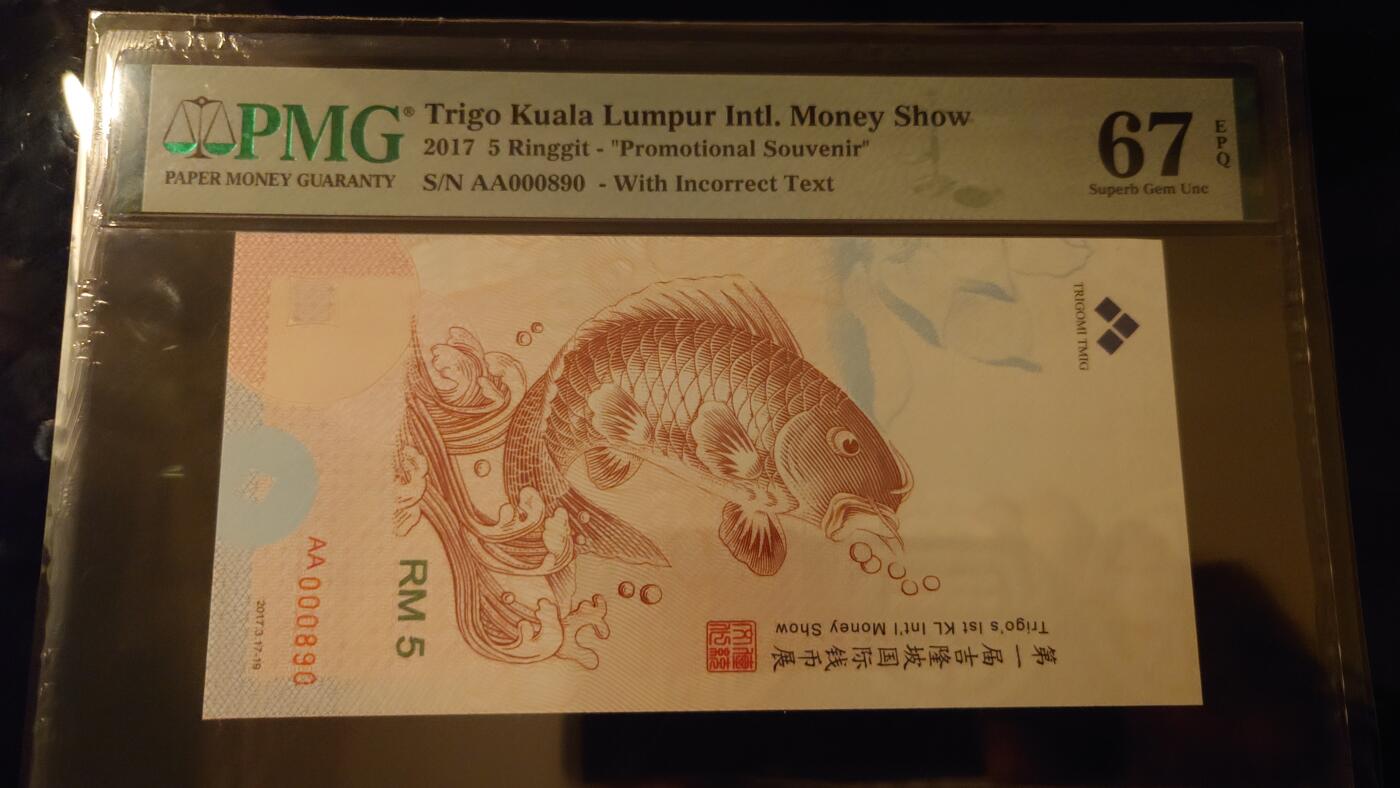 PMG®
PAPER MONEY GUARANTY
Trigo Kuala Lumpur Intl. Money Show
2017 5 Ringgit - "Promotional Souvenir"
S/N AA000890 - With Incorrect Text
67
EPQ
Superb Gem Unc
TRIGOMI TMIG
RM 5
AA 000890
2017.3.17-19
Trigo's Ist KL Int'l Money Show
第一届吉隆坡国际钱币展